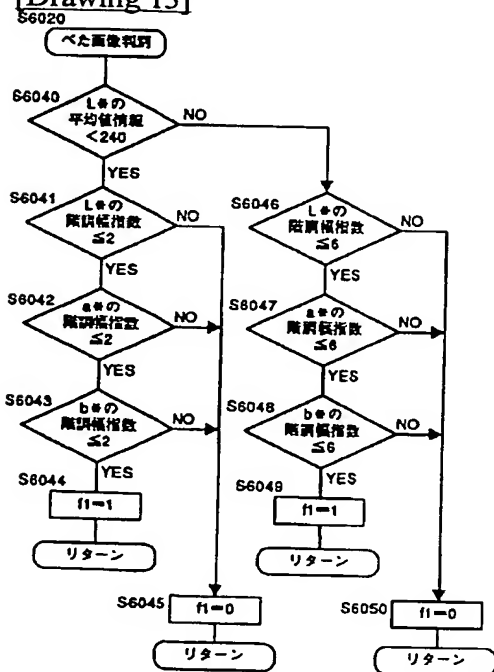 [Drawing 15]
S6020
べた画像判別
S6040
L*の
平均値情報
<240
NO
YES
S6041
L*の
階調幅指数
≦2
NO
YES
S6042
a*の
階調幅指数
≦2
NO
YES
S6043
b*の
階調幅指数
≦2
NO
YES
S6044
f1=1
リターン
S6045
f1=0
リターン
S6046
L*の
階調幅指数
≦6
NO
YES
S6047
a*の
階調幅指数
≦6
NO
YES
S6048
b*の
階調幅指数
≦6
NO
YES
S6049
f1=1
リターン
S6050
f1=0
リターン